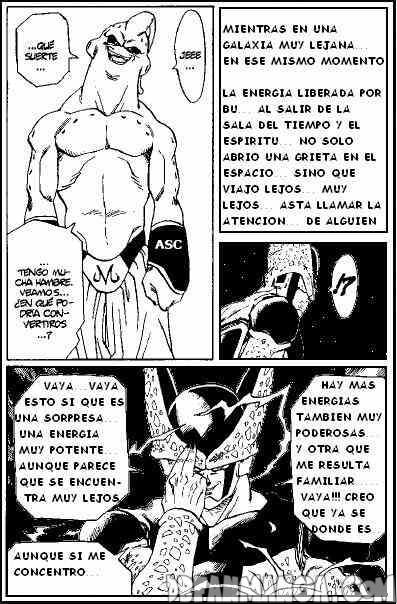 ¡QUÉ
SUERTE
...
JEEE...
...
ASC
M
...
TENGO MU-
CHA HAMBRE.
VEAMOS...
¿EN QUÉ PO-
DRÍA CON-
VERTIROS
...?
MIENTRAS EN UNA
GALAXIA MUY LEJANA...
EN ESE MISMO MOMENTO
LA ENERGIA LIBERADA POR
BU... AL SALIR DE LA
SALA DEL TIEMPO Y EL
ESPIRITU... NO SOLO
ABRIO UNA GRIETA EN EL
ESPACIO... SINO QUE
VIAJO LEJOS... MUY
LEJOS... ASTA LLAMAR LA
ATENCION... DE ALGUIEN
!?
VAYA...VAYA
ESTO SI QUE ES
UNA SORPRESA...
UNA ENERGIA
MUY POTENTE...
AUNQUE PARECE
QUE SE ENCUEN-
TRA MUY LEJOS
AUNQUE SI ME
CONCENTRO...
HAY MAS
ENERGIAS
TAMBIEN MUY
PODEROSAS...
Y OTRA QUE
ME RESULTA
FAMILIAR.....
VAYA!!! CREO
QUE YA SE
DONDE ES